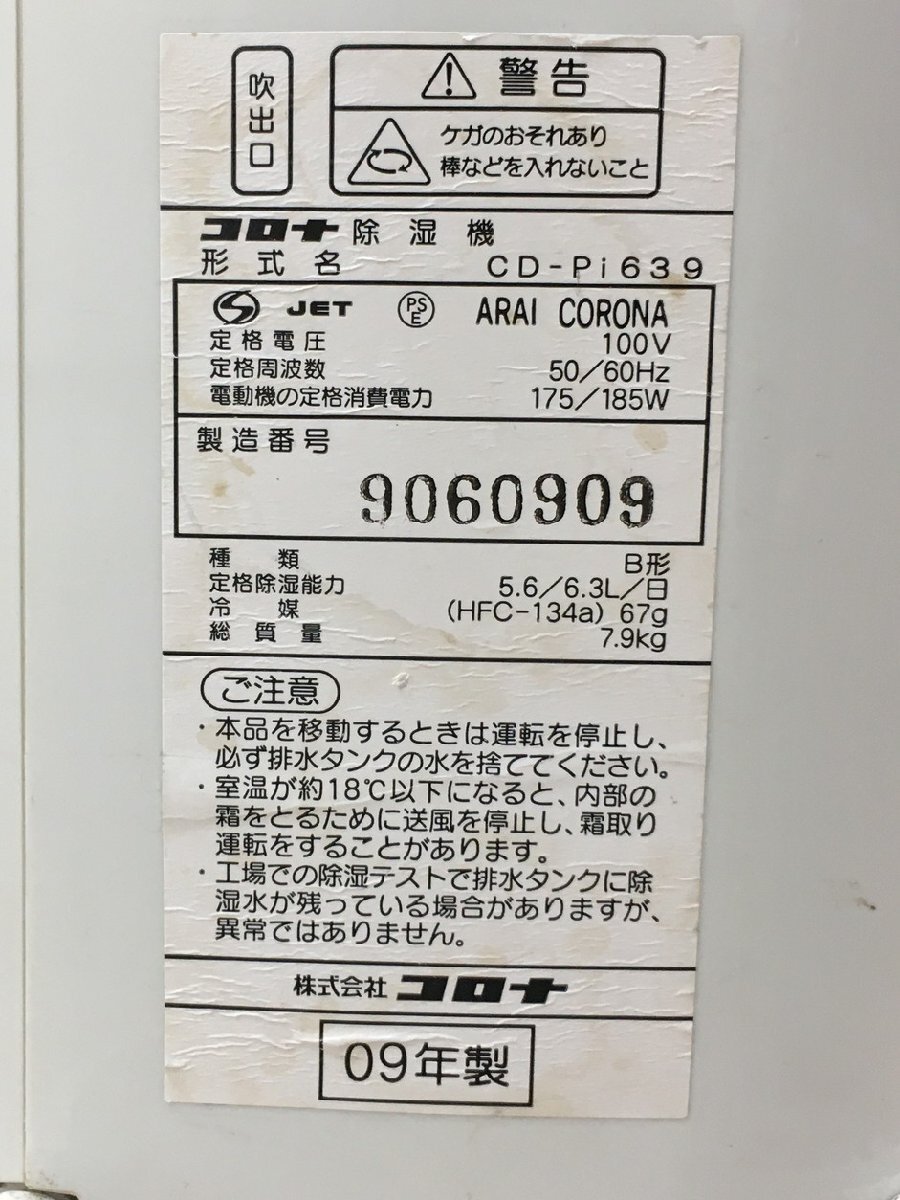 吹出口
警告
ケガのおそれあり
棒などを入れないこと
コロナ 除湿機
形式名 CD-Pi639
JET PSE ARAI CORONA
定格電圧 100V
定格周波数 50/60Hz
電動機の定格消費電力 175/185W
製造番号
9060909
種類 B形
定格除湿能力 5.6/6.3L/日
冷媒 (HFC-134a) 67g
総質量 7.9kg
ご注意
・本品を移動するときは運転を停止し、
必ず排水タンクの水を捨ててください。
・室温が約18℃以下になると、内部の
霜をとるために送風を停止し、霜取り
運転をすることがあります。
・工場での除湿テストで排水タンクに除
湿水が残っている場合がありますが、
異常ではありません。
株式会社 コロナ
09年製